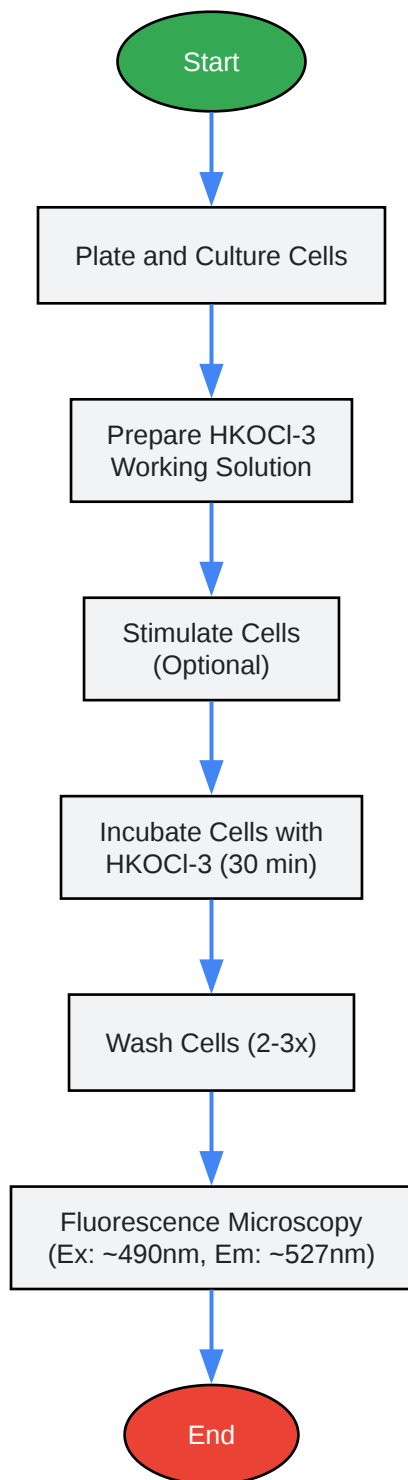 Start
Plate and Culture Cells
Prepare HKOCl-3
Working Solution
Stimulate Cells
(Optional)
Incubate Cells with
HKOCl-3 (30 min)
Wash Cells (2-3x)
Fluorescence Microscopy
(Ex: ~490nm, Em: ~527nm)
End